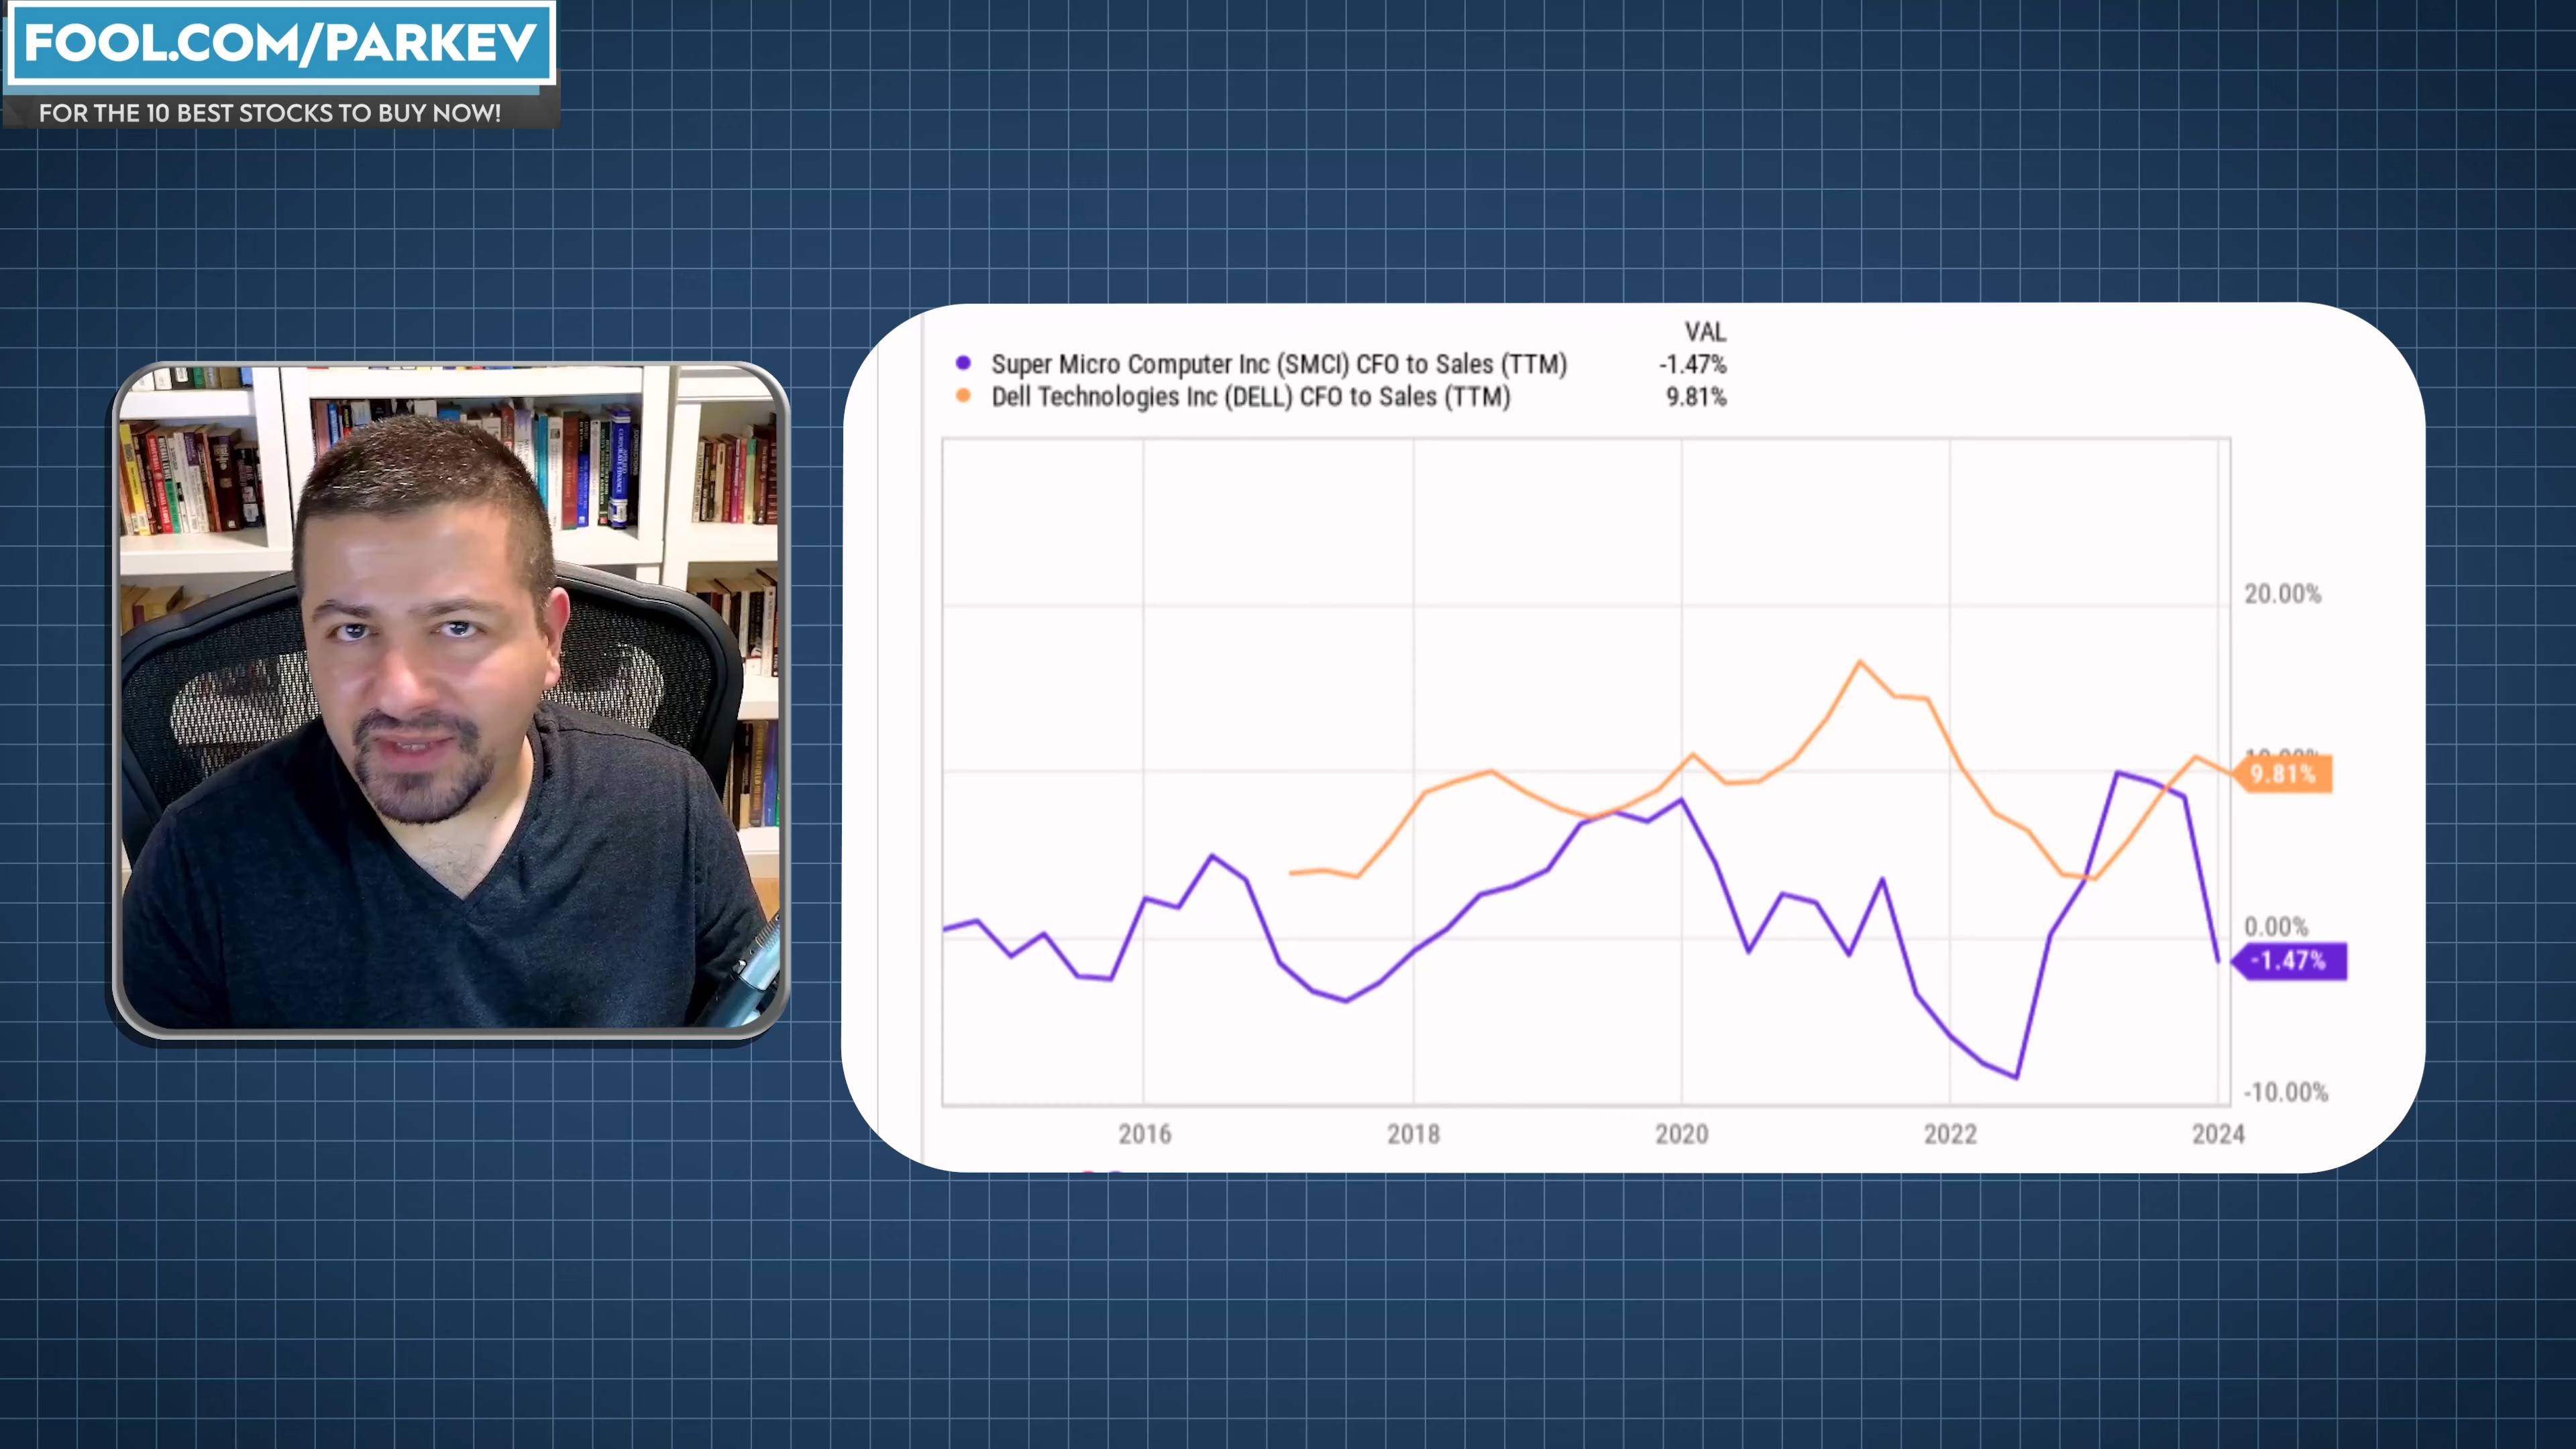 FOOL.COM/PARKEV
FOR THE 10 BEST STOCKS TO BUY NOW!
VAL
Super Micro Computer Inc (SMCI) CFO to Sales (TTM) -1.47%
Dell Technologies Inc (DELL) CFO to Sales (TTM) 9.81%
20.00%
9.81%
0.00%
-1.47%
-10.00%
2016 2018 2020 2022 2024